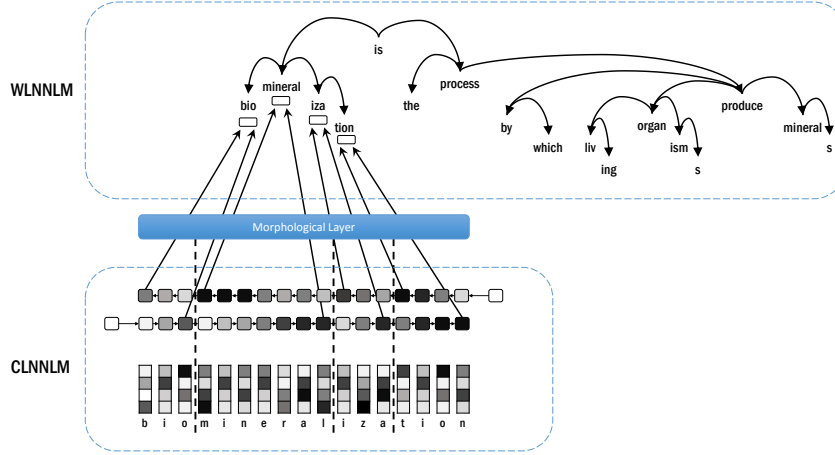 is
process
mineral
WLNNLM
bio
iza
the
produce
tion
by
organ
mineral
which
liv
ism
s
ing
s
Morphological Layer
CLNNLM
b i o m i n e r a l i z a t i o n